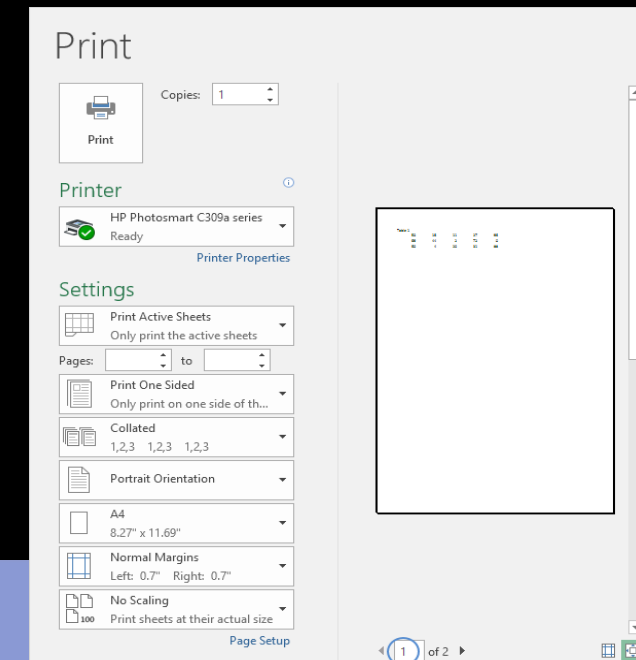 Print
Copies: 1
Print
Printer
HP Photosmart C309a series
Ready
Printer Properties
Settings
Print Active Sheets
Only print the active sheets
Pages: to
Print One Sided
Only print on one side of th...
Collated
1,2,3 1,2,3 1,2,3
Portrait Orientation
A4
8.27" x 11.69"
Normal Margins
Left: 0.7" Right: 0.7"
No Scaling
100 Print sheets at their actual size
Page Setup
1 of 2